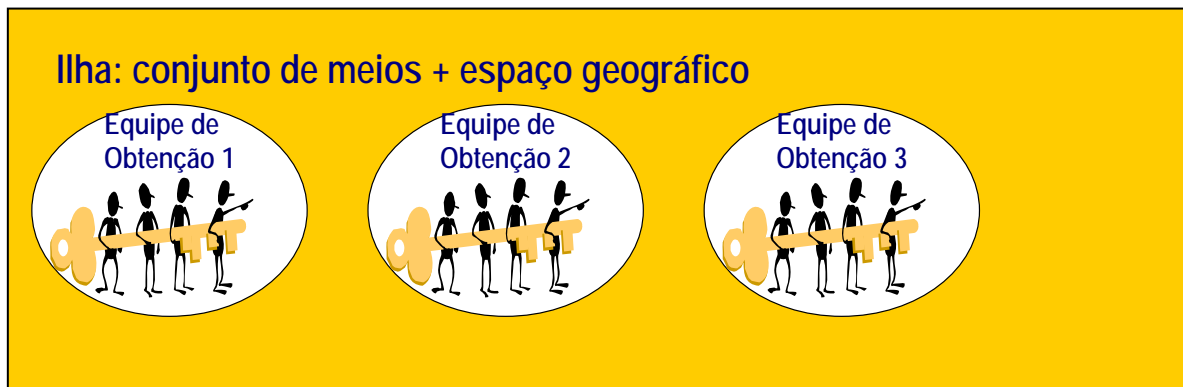 Ilha: conjunto de meios + espaço geográfico
Equipe de
Obtenção 1
Equipe de
Obtenção 2
Equipe de
Obtenção 3